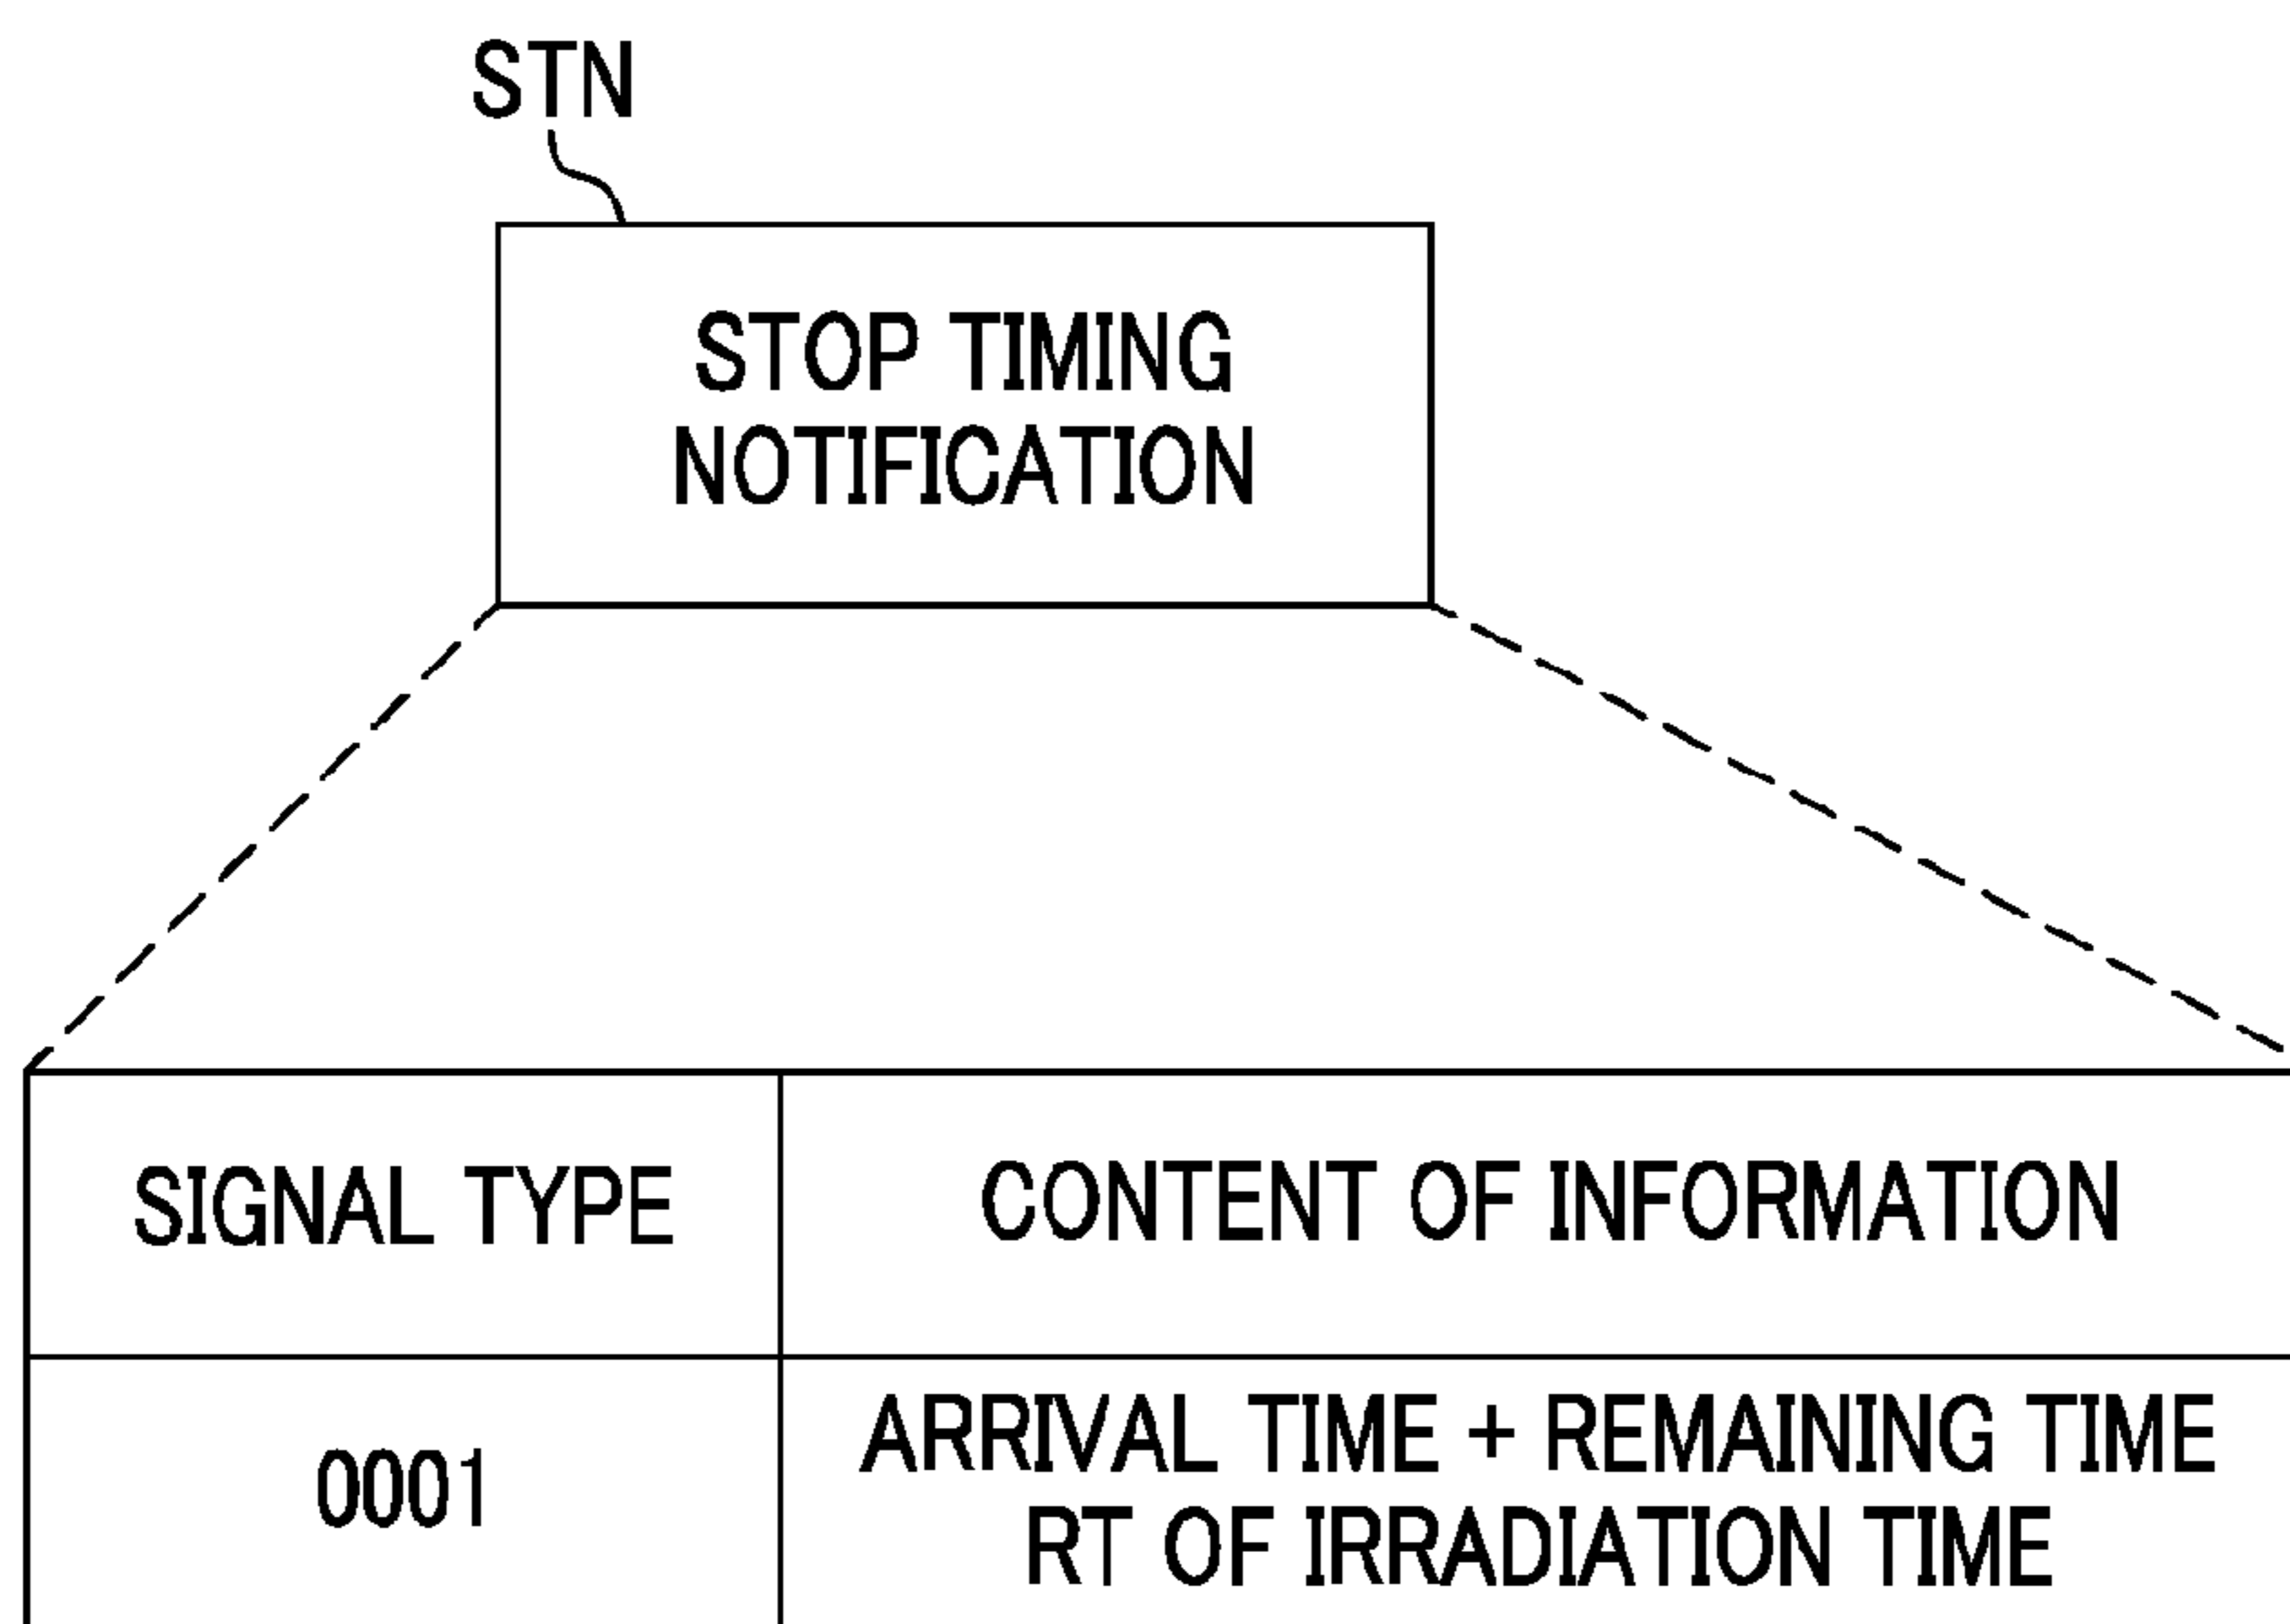 STN
STOP TIMING
NOTIFICATION
SIGNAL TYPE
CONTENT OF INFORMATION
0001
ARRIVAL TIME + REMAINING TIME
RT OF IRRADIATION TIME